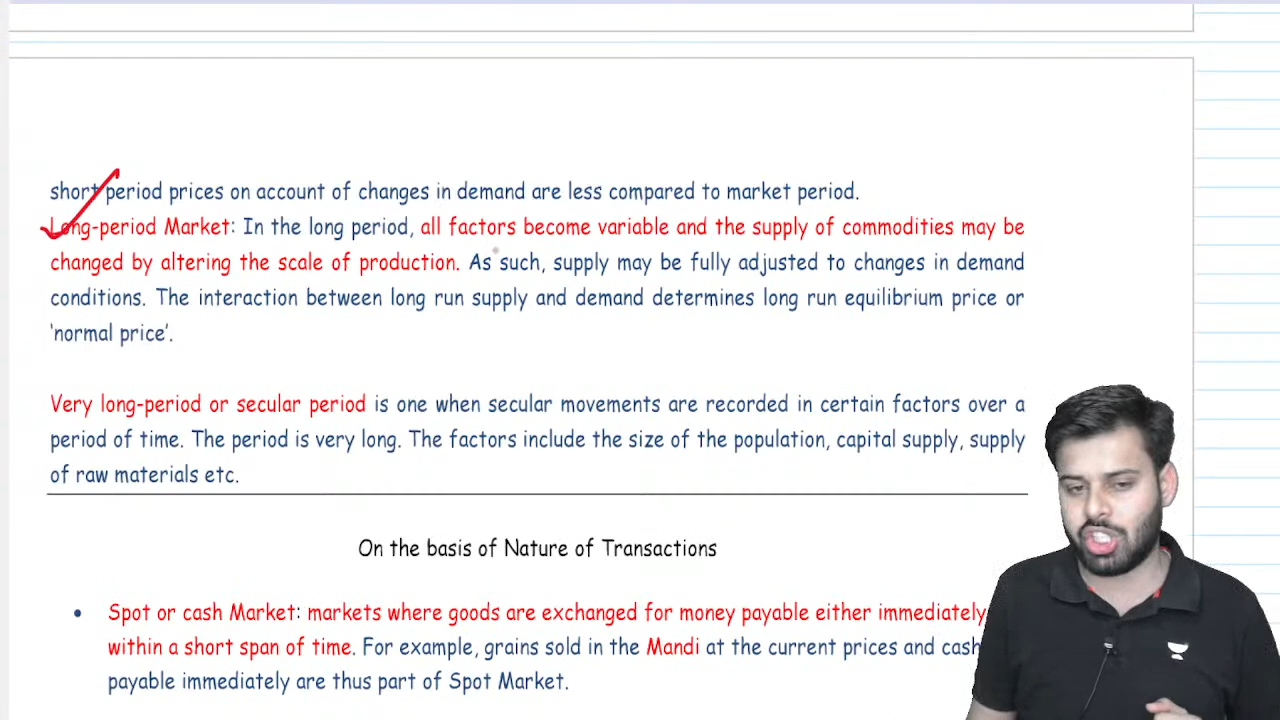 short period prices on account of changes in demand are less compared to market period.
Long-period Market: In the long period, all factors become variable and the supply of commodities may be
changed by altering the scale of production. As such, supply may be fully adjusted to changes in demand
conditions. The interaction between long run supply and demand determines long run equilibrium price or
‘normal price’.
Very long-period or secular period is one when secular movements are recorded in certain factors over a
period of time. The period is very long. The factors include the size of the population, capital supply, supply
of raw materials etc.
On the basis of Nature of Transactions
• Spot or cash Market: markets where goods are exchanged for money payable either immediately
within a short span of time. For example, grains sold in the Mandi at the current prices and cash
payable immediately are thus part of Spot Market.